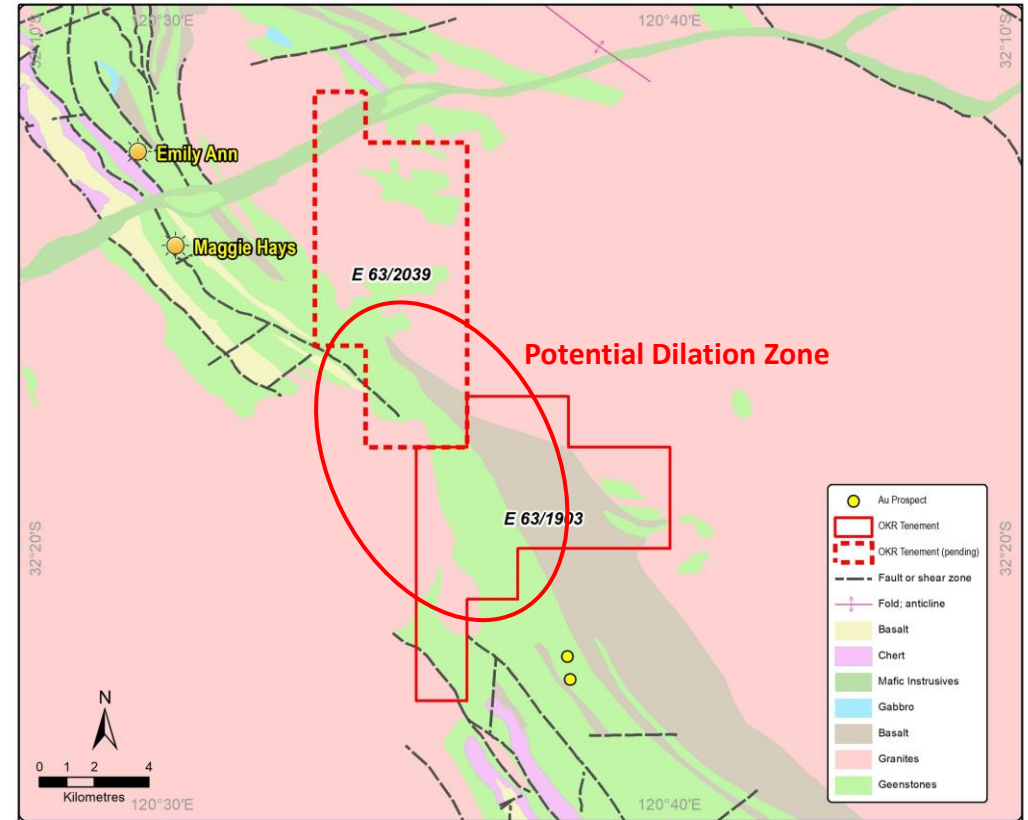 120°30'E
120°40'E
32°10'S
32°10'S
Emily Ann
Maggie Hays
E 63/2039
Potential Dilation Zone
E 63/1903
32°20'S
32°20'S
Au Prospect
OKR Tenement
OKR Tenement (pending)
Fault or shear zone
Fold; anticline
Basalt
Chert
Mafic Instrusives
Gabbro
Basalt
Granites
Geenstones
N
0 1 2 4
Kilometres
120°30'E
120°40'E